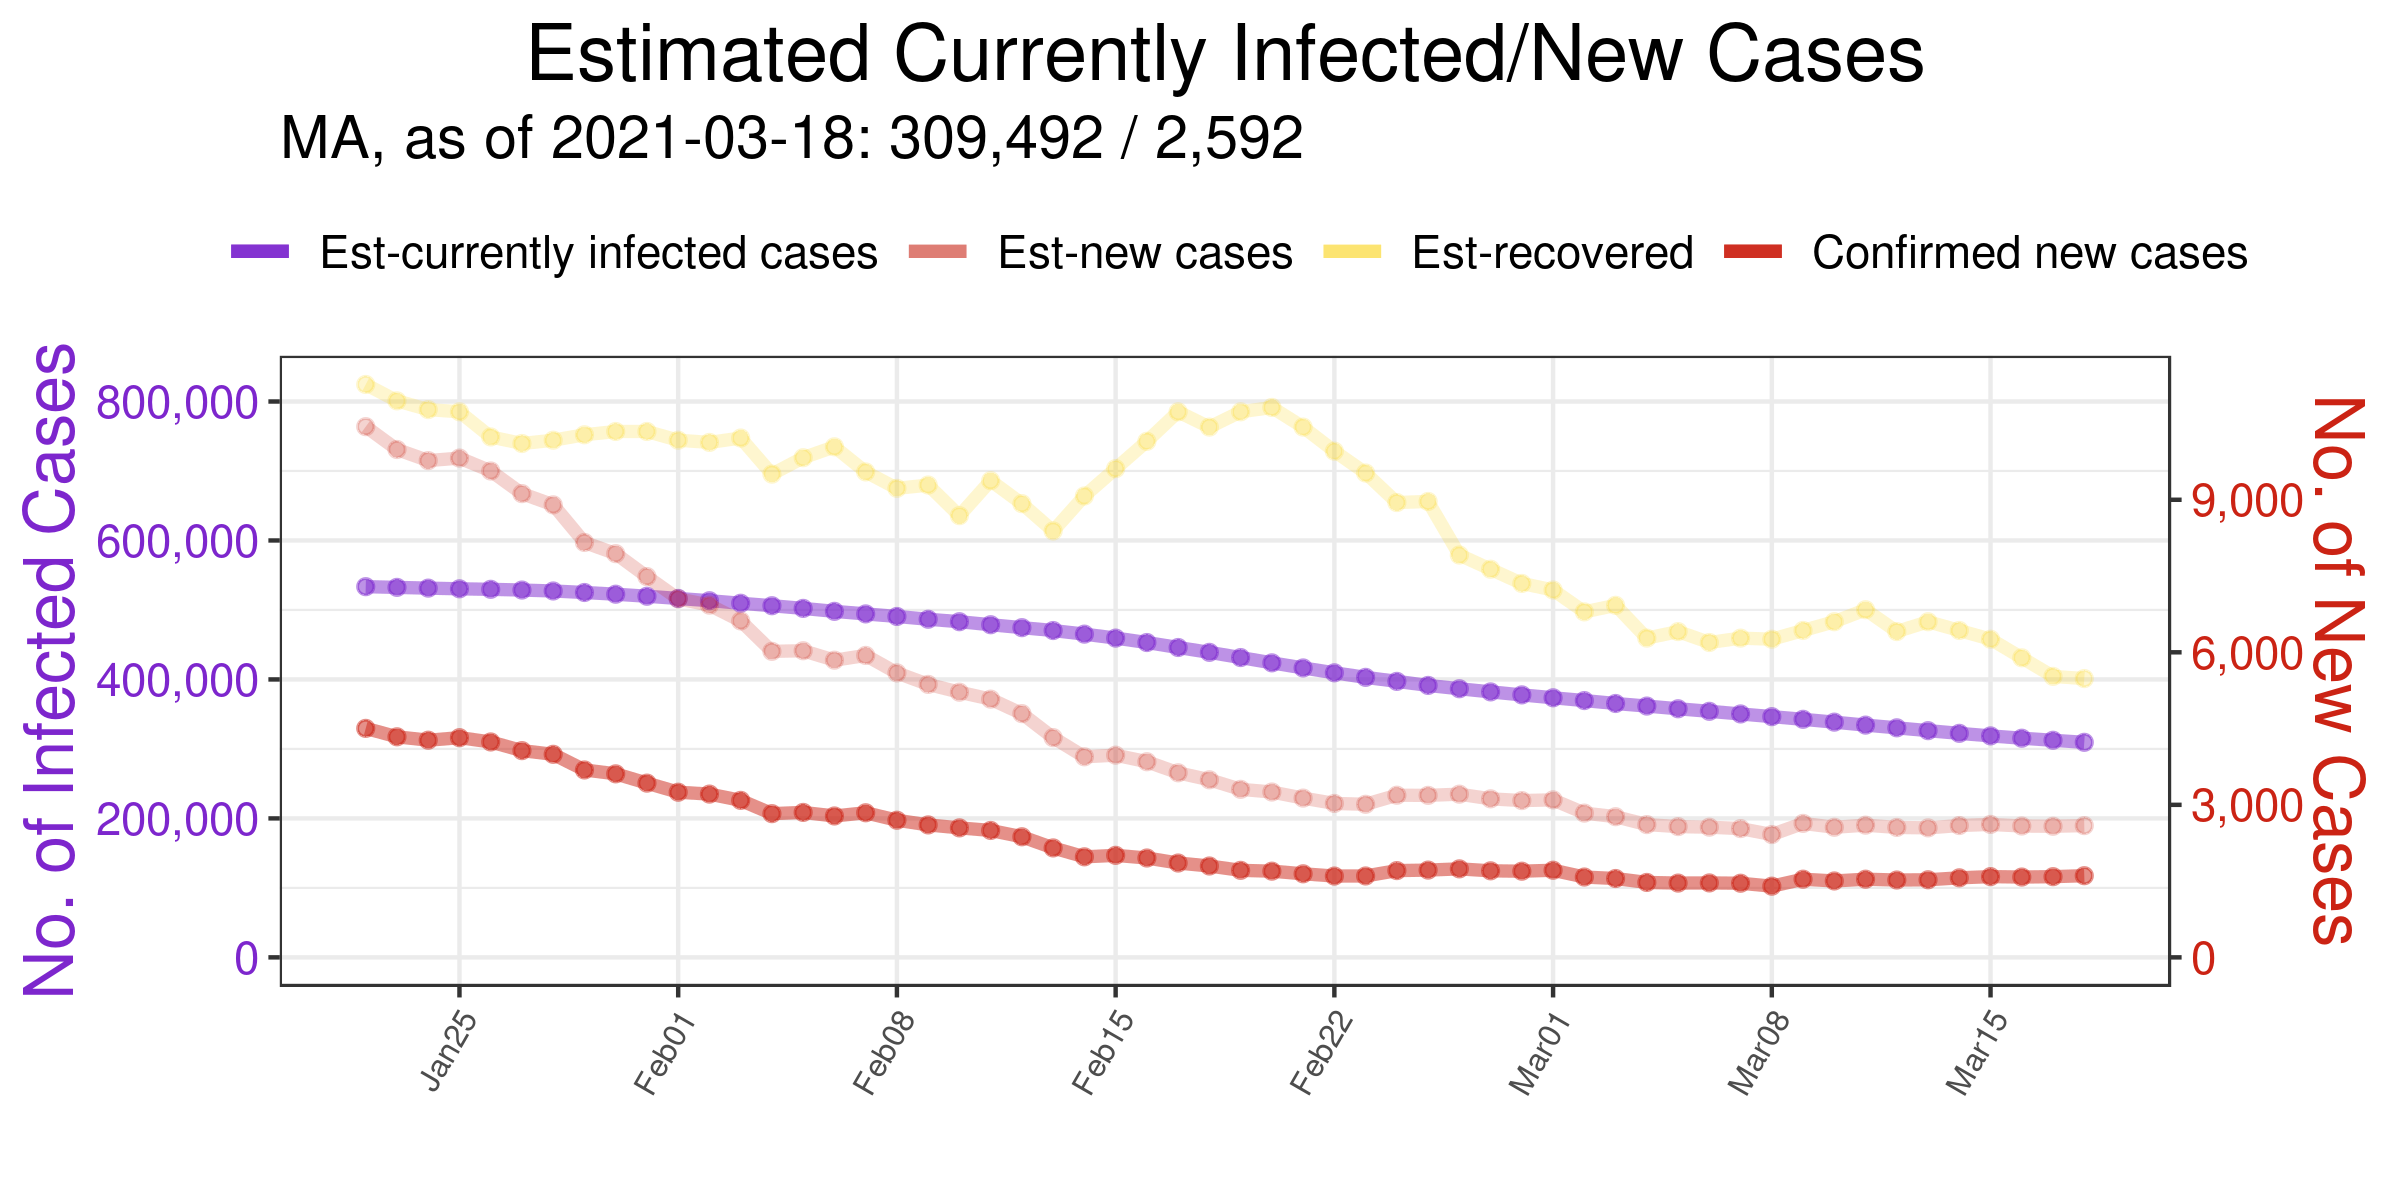 Estimated Currently Infected/New Cases
MA, as of 2021-03-18: 309,492 / 2,592
Est-currently infected cases
Est-new cases
Est-recovered
Confirmed new cases
No. of Infected Cases
800,000
600,000
400,000
200,000
0
9,000
6,000
3,000
0
No. of New Cases
Jan25
Feb01
Feb08
Feb15
Feb22
Mar01
Mar08
Mar15